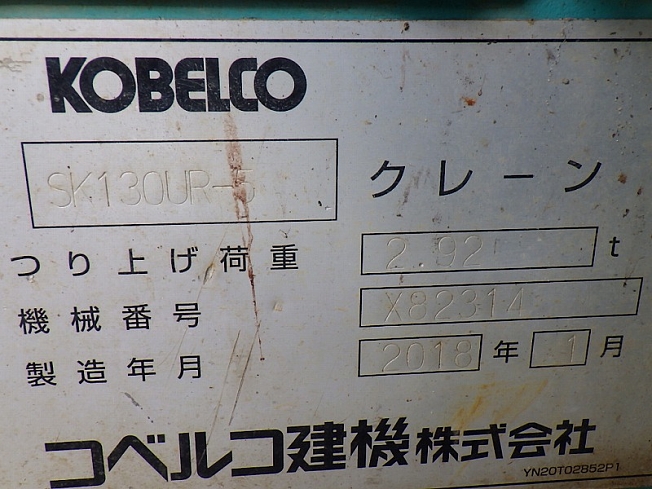 KOBELCO
SK130UR-5 クレーン
つり上げ荷重 2.92 t
機械番号 X82314
製造年月 2018 年 1 月
コベルコ建機株式会社
YN20T02852P1